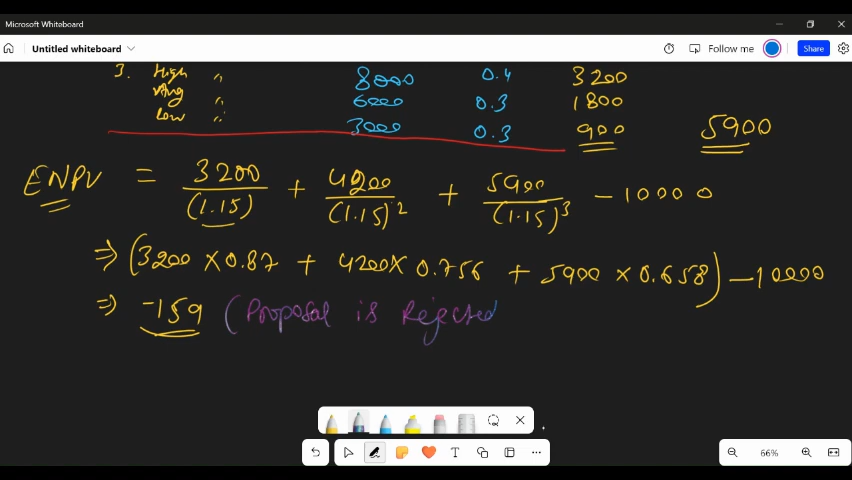 Microsoft Whiteboard
Untitled whiteboard
Follow me
Share
3. High „ 8000 0.4 3200
Avg „ 6000 0.3 1800
Low „ 3000 0.3 900 5900
ENPV = 3200/(1.15) + 4200/(1.15)² + 5900/(1.15)³ - 10000
⇒ (3200 × 0.87 + 4200 × 0.756 + 5900 × 0.658) - 10000
⇒ -159 (Proposal is Rejected
66%